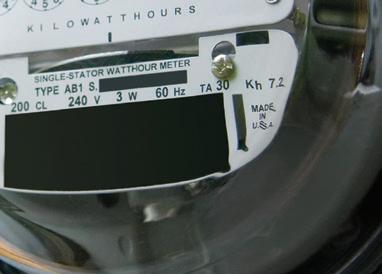 KILOWATTHOURS
SINGLE-STATOR WATTHOUR METER
TYPE AB1 S.
200 CL 240 V 3 W 60 Hz TA 30 Kh 7.2
MADE
IN
U.S.A.